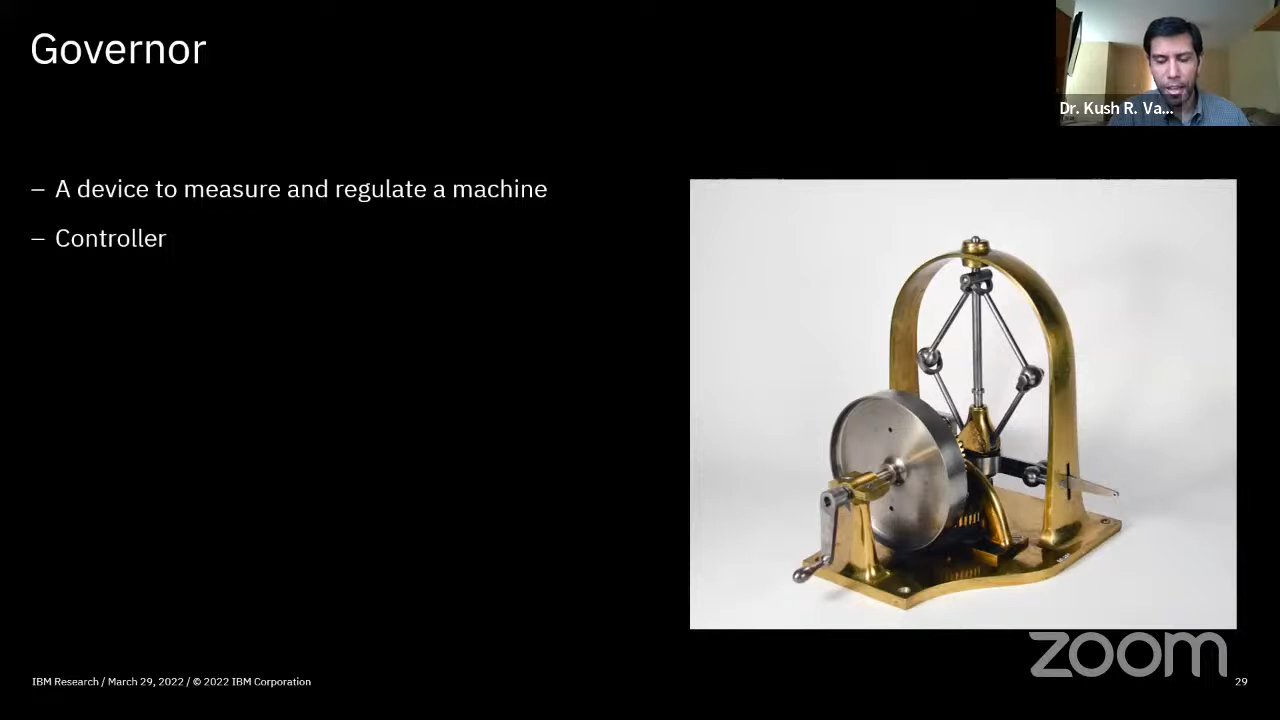 Governor
Dr. Kush R. Va...
– A device to measure and regulate a machine
– Controller
zoom
IBM Research / March 29, 2022 / © 2022 IBM Corporation
29